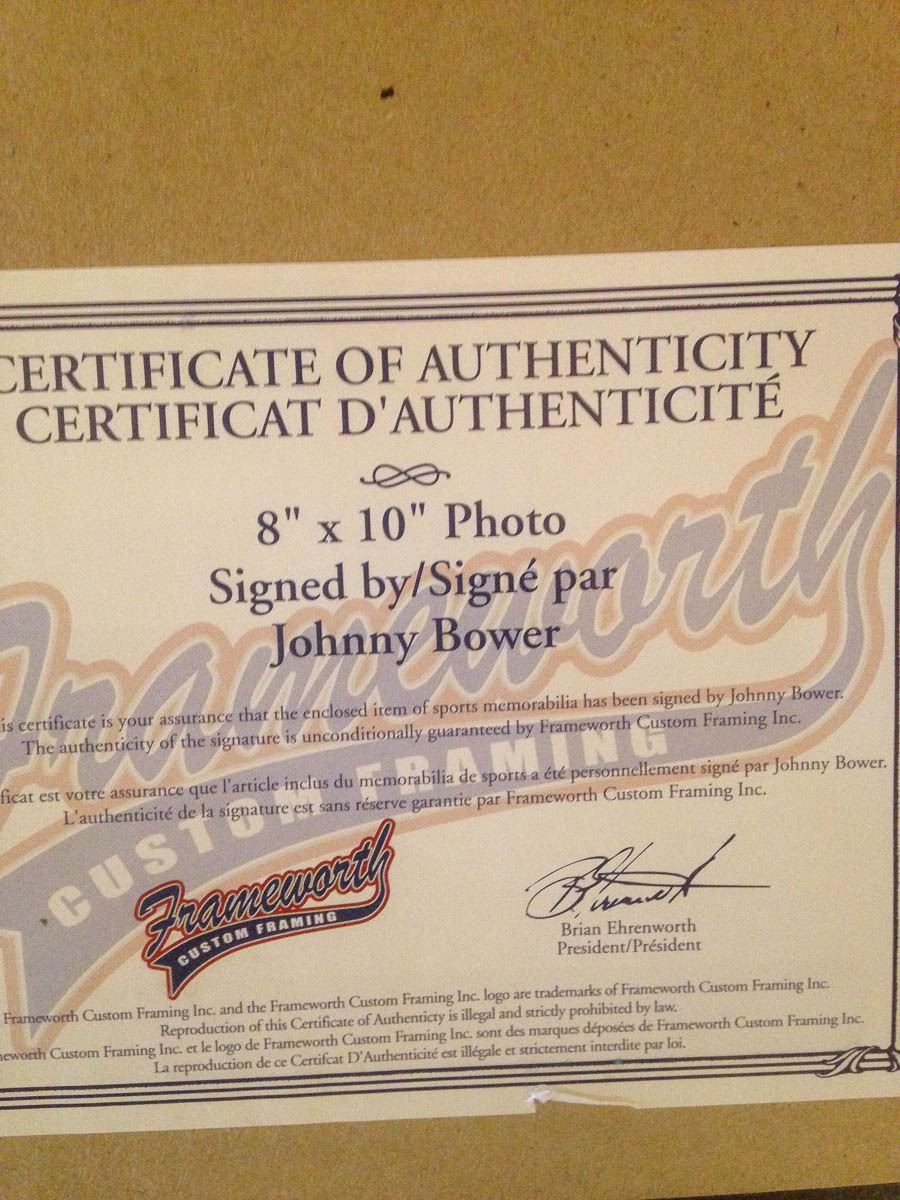 CERTIFICATE OF AUTHENTICITY
CERTIFICAT D'AUTHENTICITÉ
8" x 10" Photo
Signed by/Signé par
Johnny Bower
is certificate is your assurance that the enclosed item of sports memorabilia has been signed by Johnny Bower.
The authenticity of the signature is unconditionally guaranteed by Frameworth Custom Framing Inc.
ficat est votre assurance que l'article inclus du memorabilia de sports a été personnellement signé par Johnny Bower.
L'authenticité de la signature est sans réserve garantie par Frameworth Custom Framing Inc.
Frameworth
CUSTOM FRAMING
Frameworth
CUSTOM FRAMING
Brian Ehrenworth
President/Président
Frameworth Custom Framing Inc. and the Frameworth Custom Framing Inc. logo are trademarks of Frameworth Custom Framing Inc.
Reproduction of this Certificate of Authenticty is illegal and strictly prohibited by law.
eworth Custom Framing Inc. et le logo de Frameworth Custom Framing Inc. sont des marques déposées de Frameworth Custom Framing Inc.
La reproduction de ce Certifcat D'Authenticité est illégale et strictement interdite par loi.